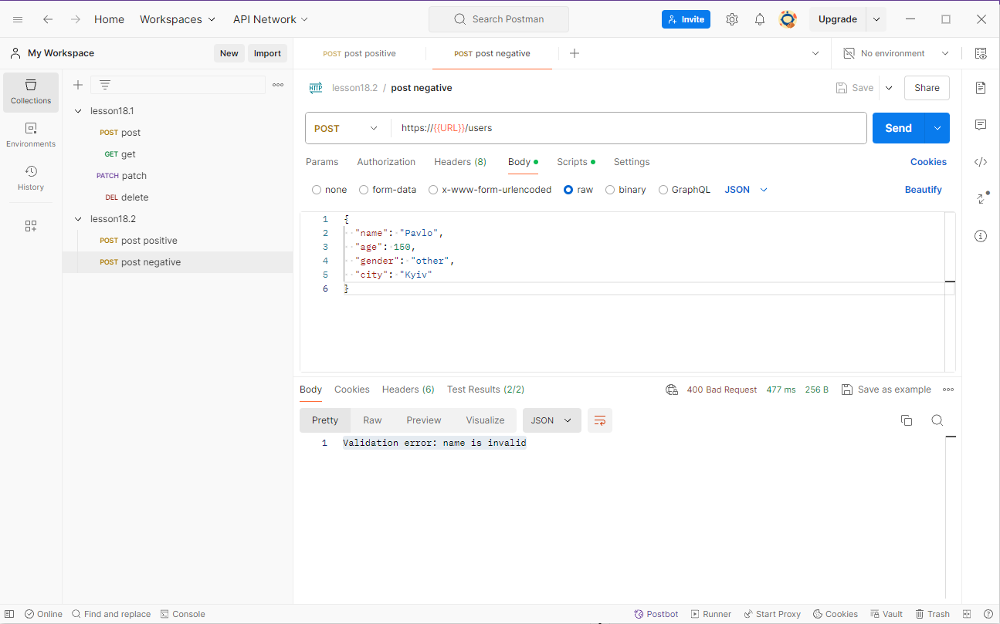 Home Workspaces API Network Search Postman Invite Upgrade
My Workspace New Import POST post positive POST post negative No environment
Collections
Environments
History
lesson18.1
POST post
GET get
PATCH patch
DEL delete
lesson18.2
POST post positive
POST post negative
HTTP lesson18.2 / post negative Save Share
POST https://{{URL}}/users Send
Params Authorization Headers (8) Body Scripts Settings Cookies
none form-data x-www-form-urlencoded raw binary GraphQL JSON Beautify
1 {
2 "name": "Pavlo",
3 "age": 150,
4 "gender": "other",
5 "city": "Kyiv"
6 }
Body Cookies Headers (6) Test Results (2/2) 400 Bad Request 477 ms 256 B Save as example
Pretty Raw Preview Visualize JSON
1 Validation error: name is invalid
Online Find and replace Console Postbot Runner Start Proxy Cookies Vault Trash